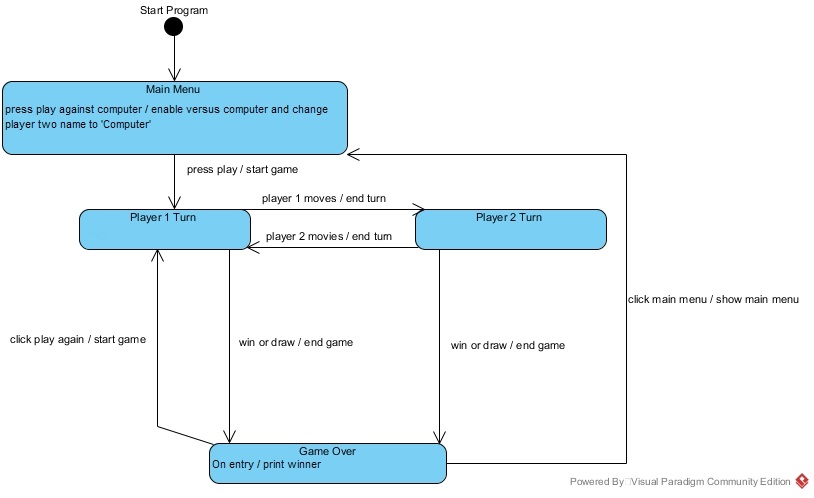 Start Program
Main Menu
press play against computer / enable versus computer and change
player two name to 'Computer'
press play / start game
player 1 moves / end turn
Player 1 Turn
Player 2 Turn
player 2 movies / end turn
click main menu / show main menu
click play again / start game
win or draw / end game
win or draw / end game
Game Over
On entry / print winner
Powered By Visual Paradigm Community Edition